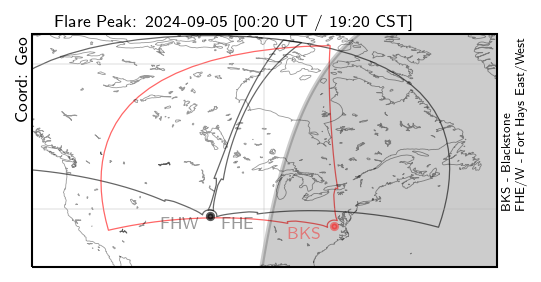 Flare Peak: 2024-09-05 [00:20 UT / 19:20 CST]
Coord: Geo
FHW
FHE
BKS
BKS - Blackstone
FHE/W - Fort Hays East/West